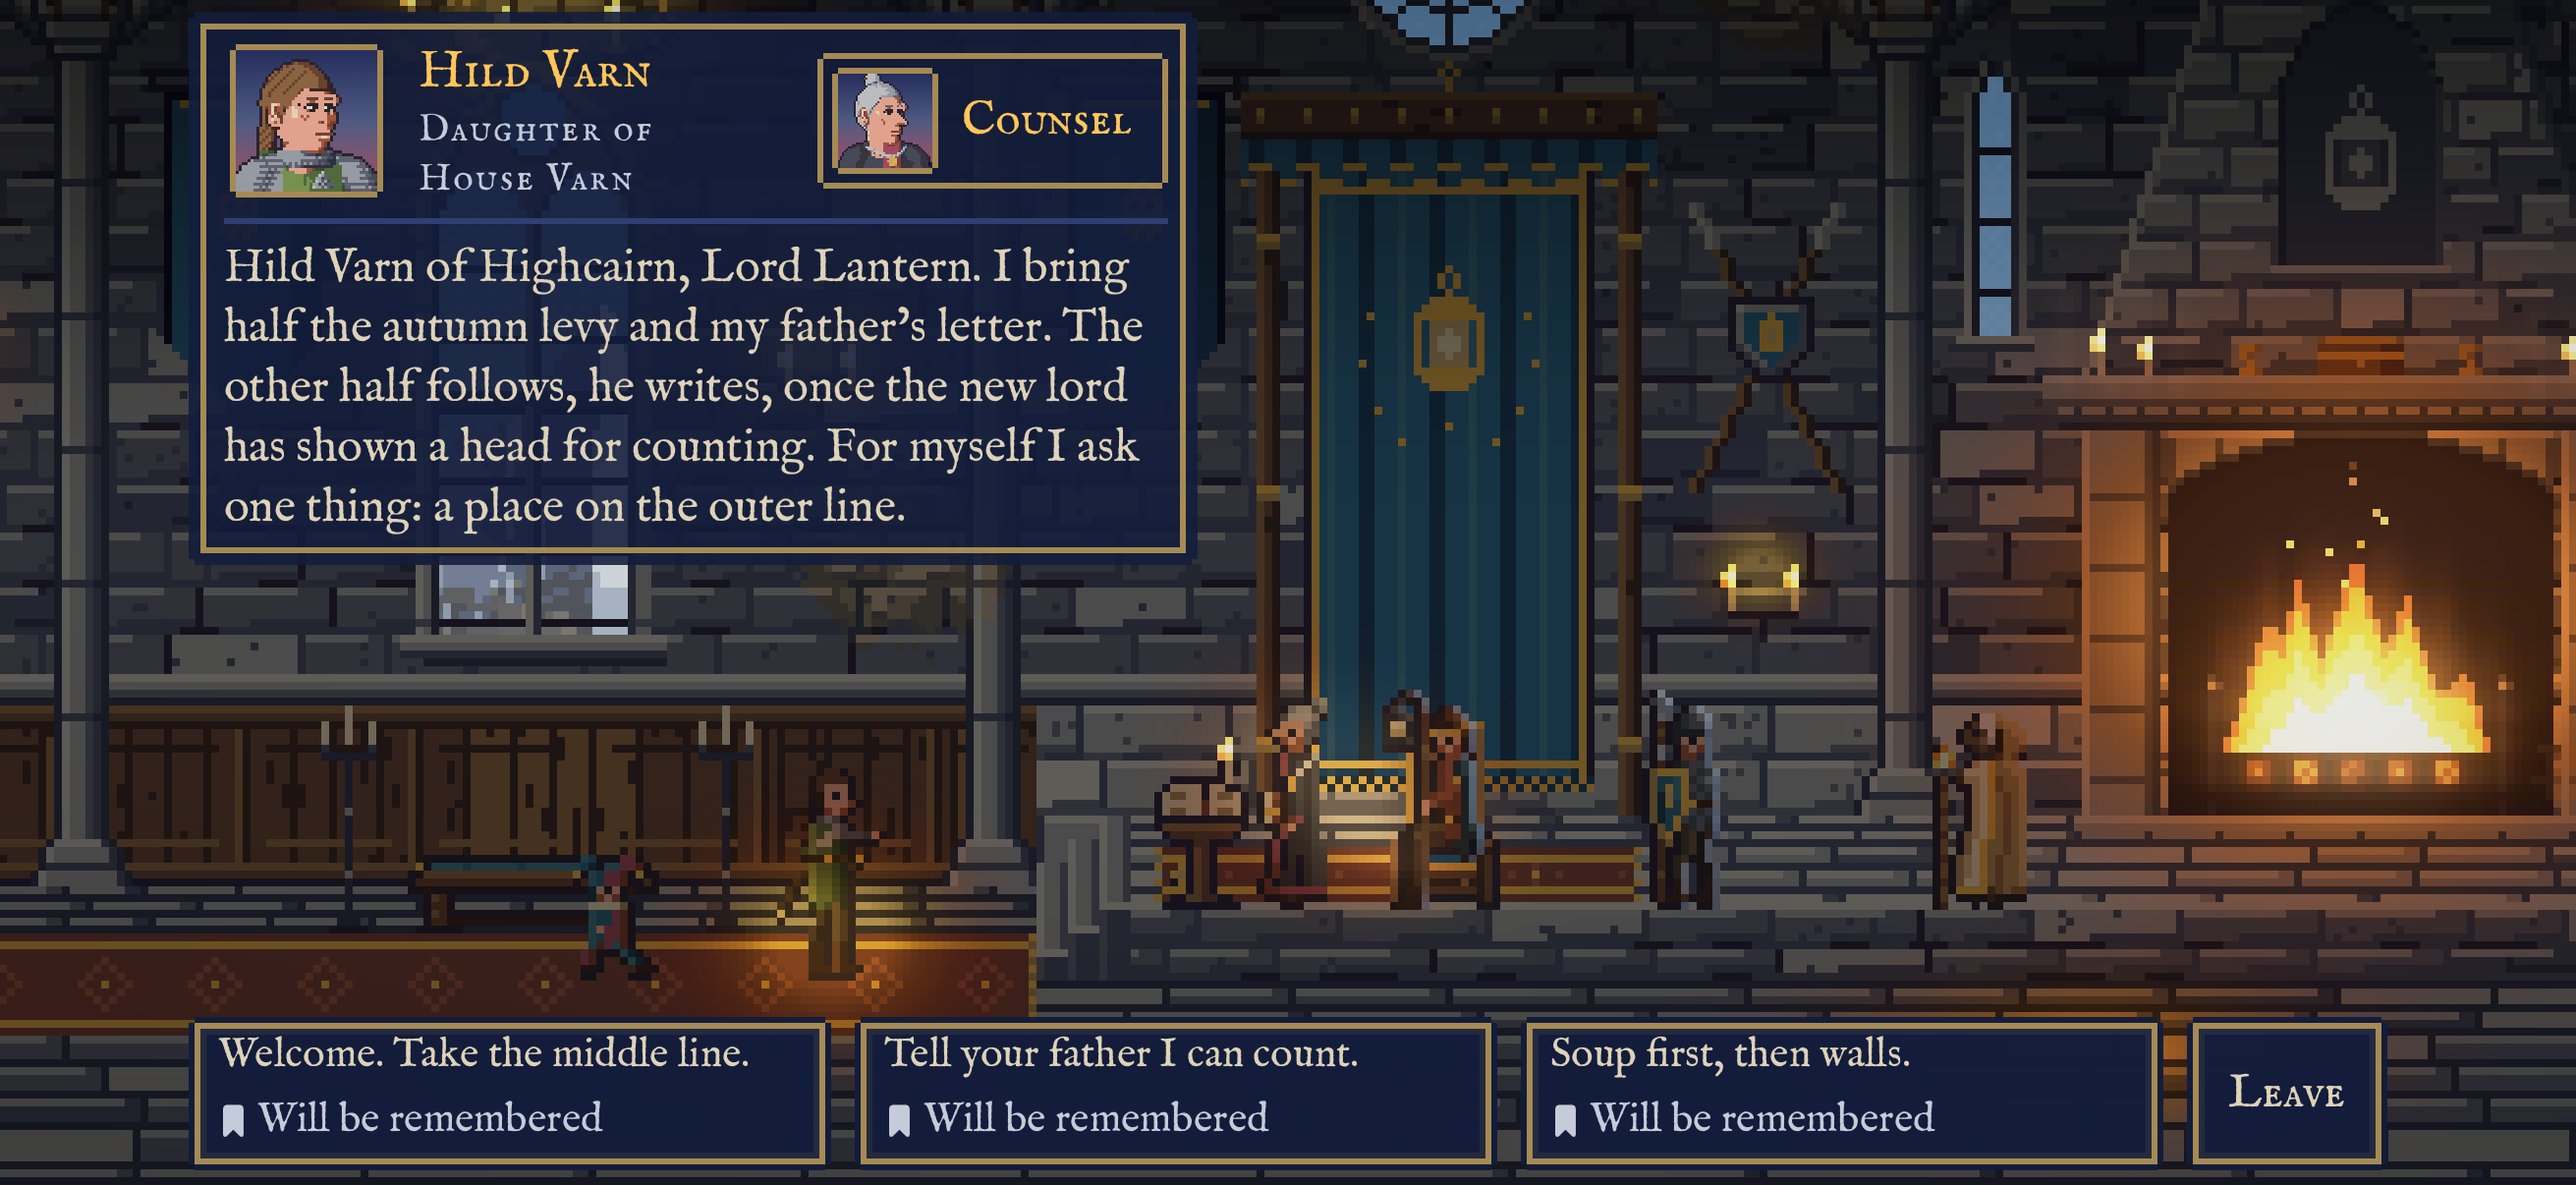 Hild Varn
Daughter of
House Varn
Counsel
Hild Varn of Highcairn, Lord Lantern. I bring
half the autumn levy and my father’s letter. The
other half follows, he writes, once the new lord
has shown a head for counting. For myself I ask
one thing: a place on the outer line.
Welcome. Take the middle line.
Will be remembered
Tell your father I can count.
Will be remembered
Soup first, then walls.
Will be remembered
Leave